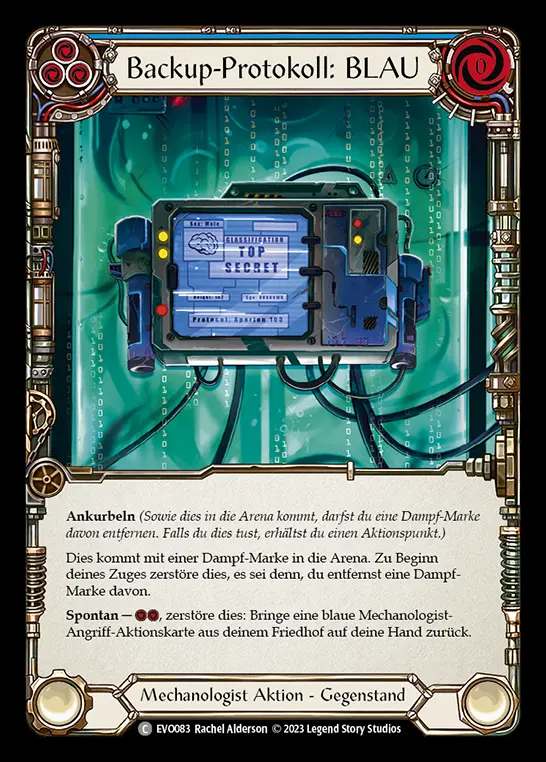 Backup-Protokoll: BLAU
0
Sex: Male
CLASSIFICATION
TOP
SECRET
Protocol,
Ankurbeln (Sowie dies in die Arena kommt, darfst du eine Dampf-Marke
davon entfernen. Falls du dies tust, erhältst du einen Aktionspunkt.)
Dies kommt mit einer Dampf-Marke in die Arena. Zu Beginn
deines Zuges zerstöre dies, es sei denn, du entfernst eine Dampf-
Marke davon.
Spontan — , zerstöre dies: Bringe eine blaue Mechanologist-
Angriff-Aktionskarte aus deinem Friedhof auf deine Hand zurück.
Mechanologist Aktion - Gegenstand
C EVO083 Rachel Alderson © 2023 Legend Story Studios